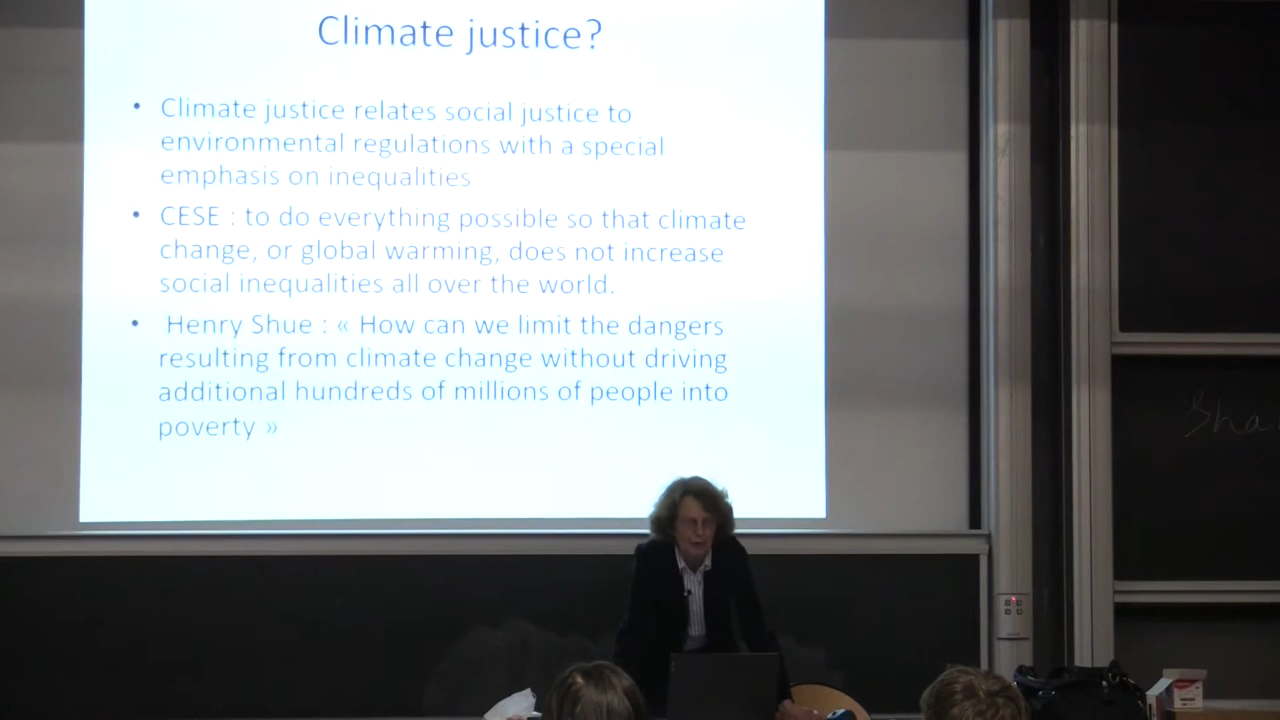 Climate justice?
• Climate justice relates social justice to
environmental regulations with a special
emphasis on inequalities
• CESE : to do everything possible so that climate
change, or global warming, does not increase
social inequalities all over the world.
• Henry Shue : « How can we limit the dangers
resulting from climate change without driving
additional hundreds of millions of people into
poverty »